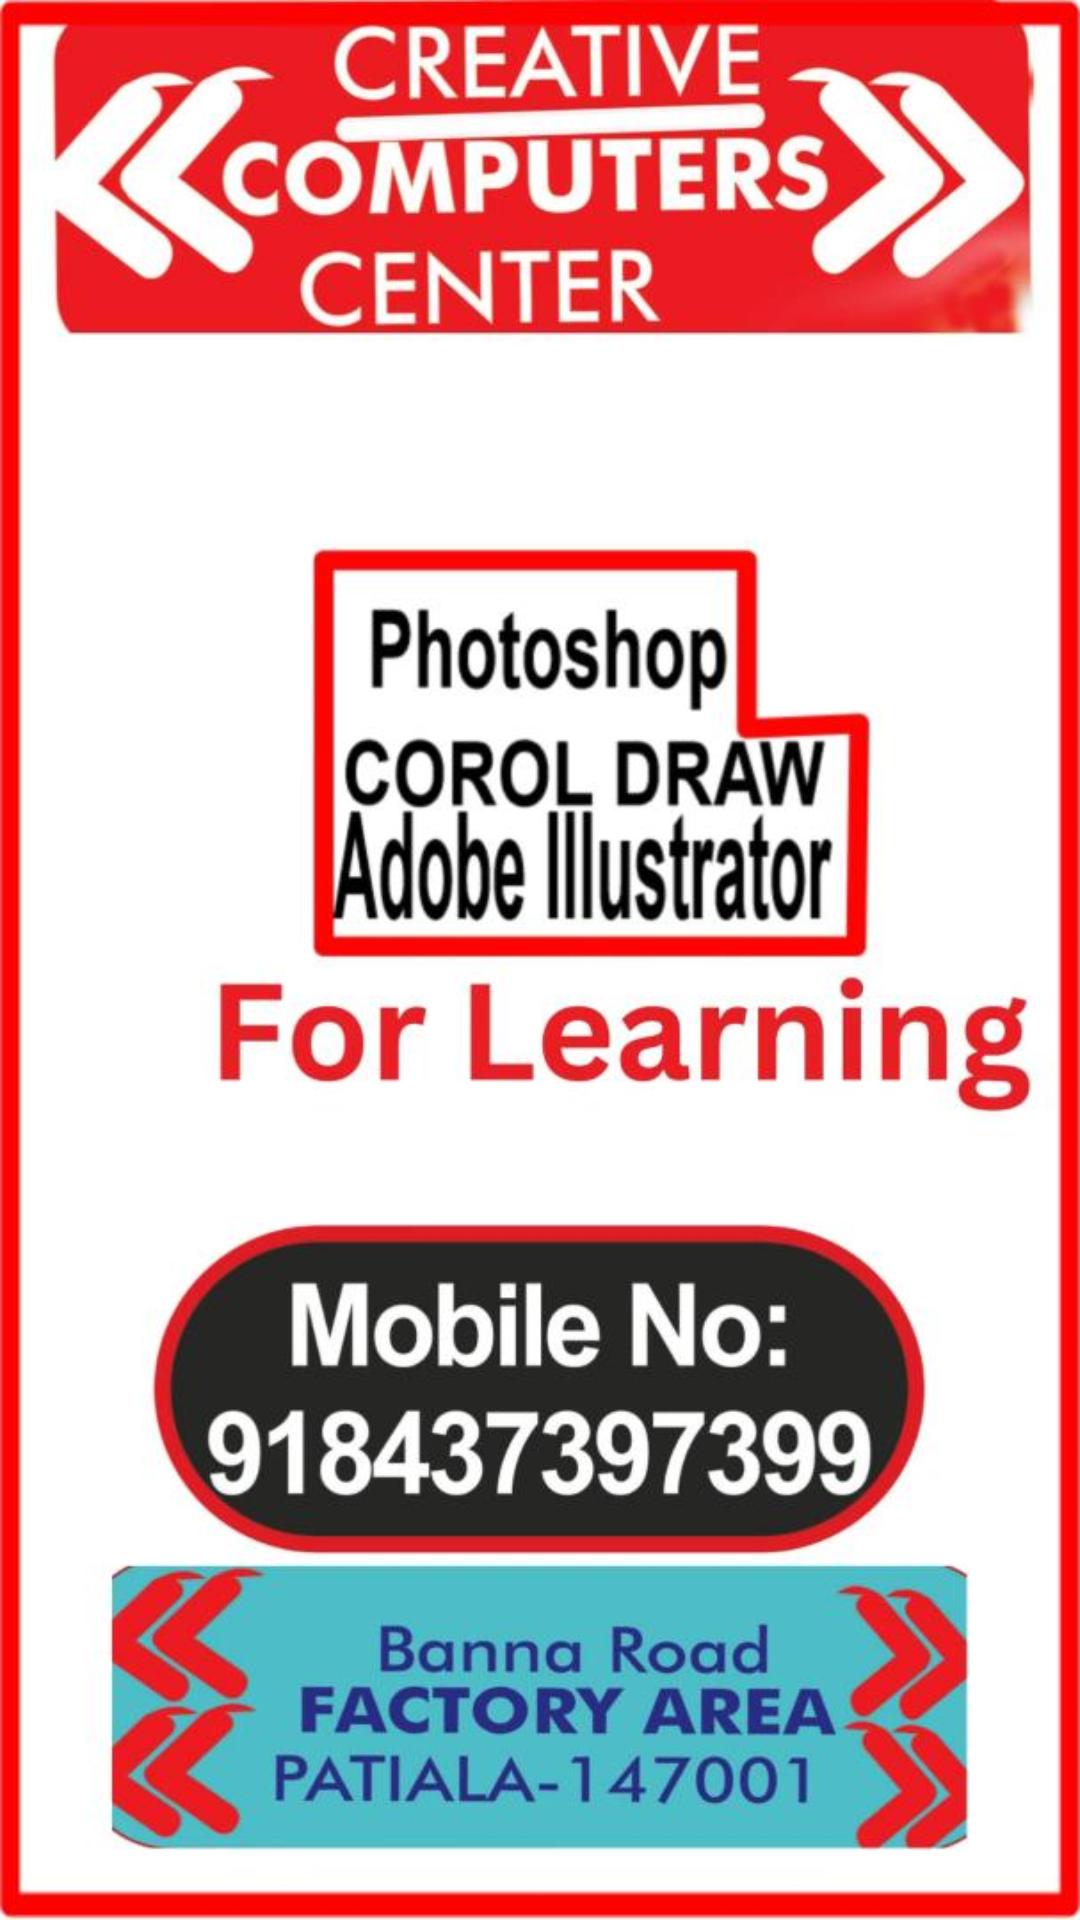 CREATIVE
COMPUTERS
CENTER
Photoshop
COROL DRAW
Adobe Illustrator
For Learning
Mobile No:
918437397399
Banna Road
FACTORY AREA
PATIALA-147001